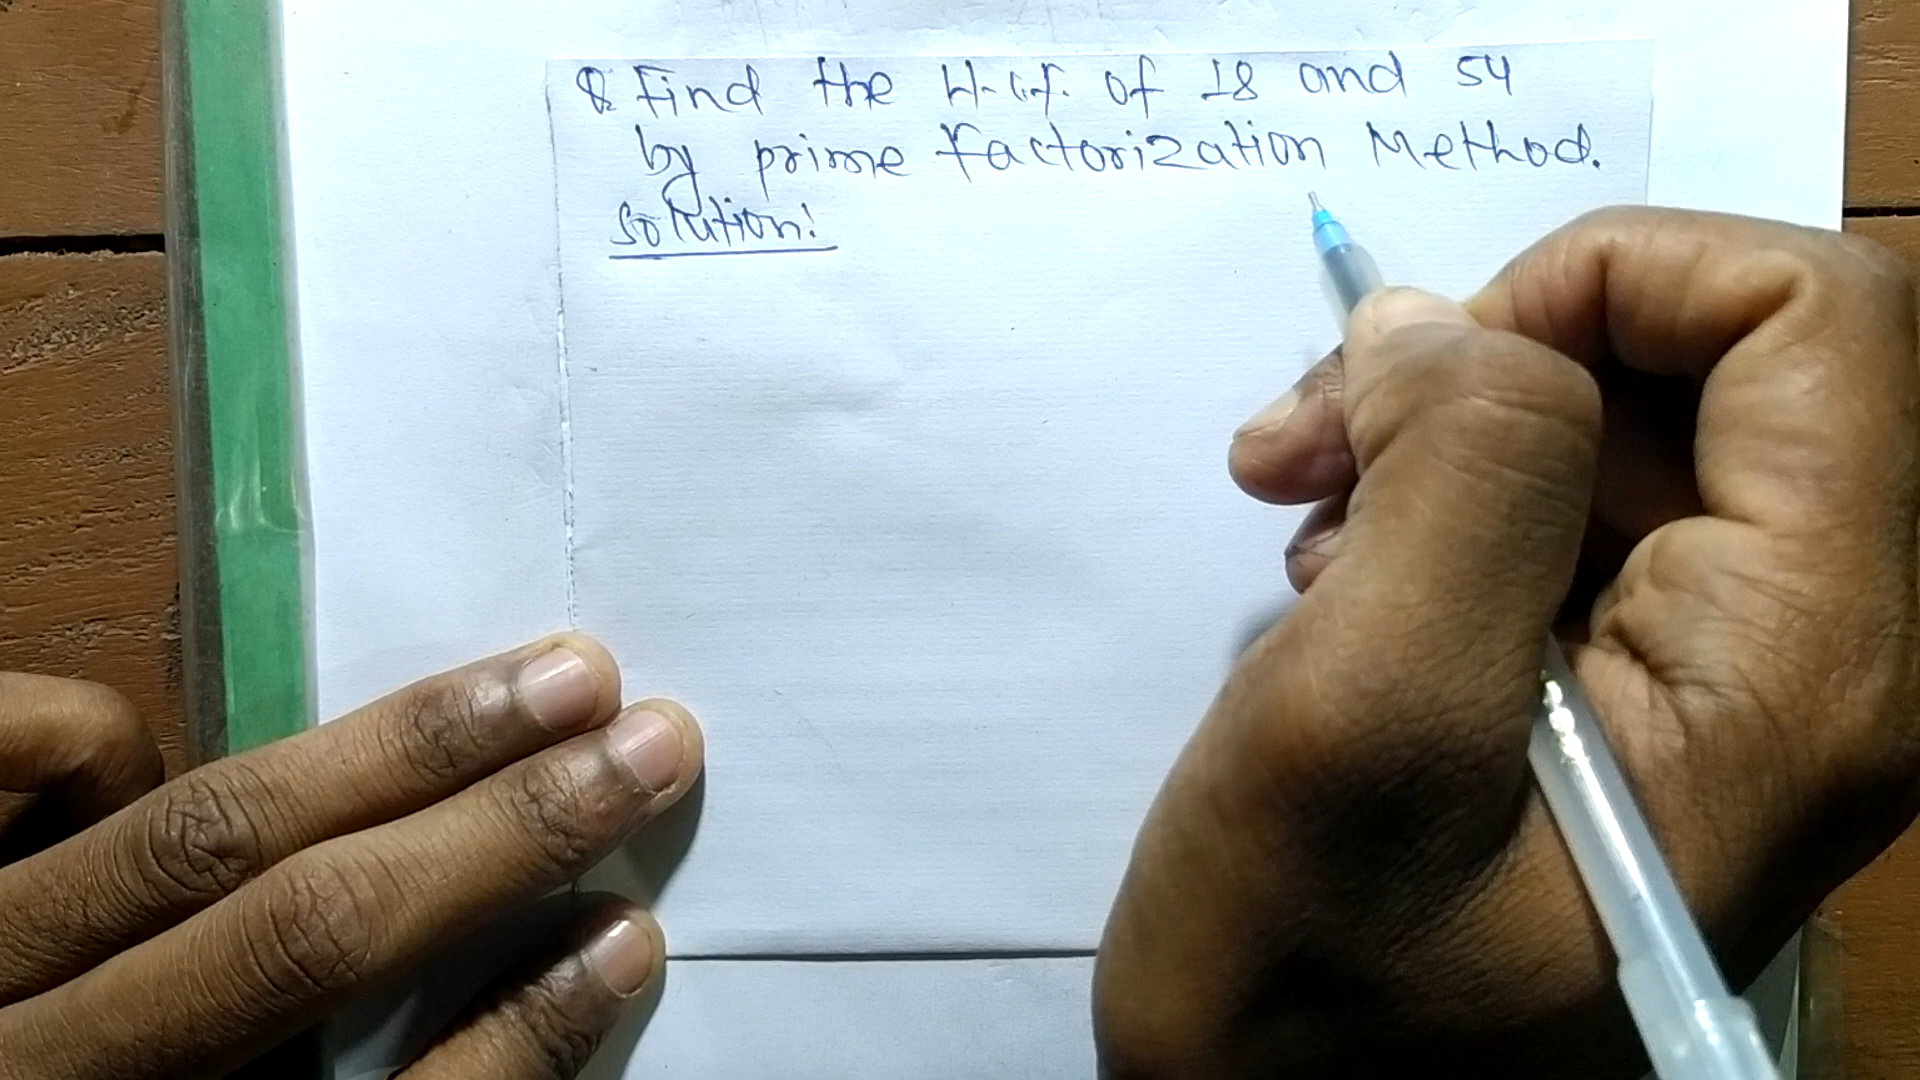 Q. Find the H.C.F. of 18 and 54
by prime factorization Method.
Solution: